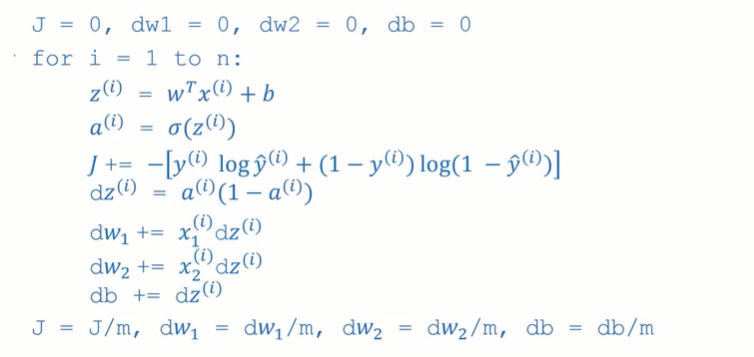 J = 0, dw1 = 0, dw2 = 0, db = 0
for i = 1 to n:
z⁽ⁱ⁾ = wᵀx⁽ⁱ⁾ + b
a⁽ⁱ⁾ = σ(z⁽ⁱ⁾)
J += −[y⁽ⁱ⁾ log ŷ⁽ⁱ⁾ + (1 − y⁽ⁱ⁾) log(1 − ŷ⁽ⁱ⁾)]
dz⁽ⁱ⁾ = a⁽ⁱ⁾(1 − a⁽ⁱ⁾)
dw₁ += x₁⁽ⁱ⁾dz⁽ⁱ⁾
dw₂ += x₂⁽ⁱ⁾dz⁽ⁱ⁾
db += dz⁽ⁱ⁾
J = J/m, dw₁ = dw₁/m, dw₂ = dw₂/m, db = db/m